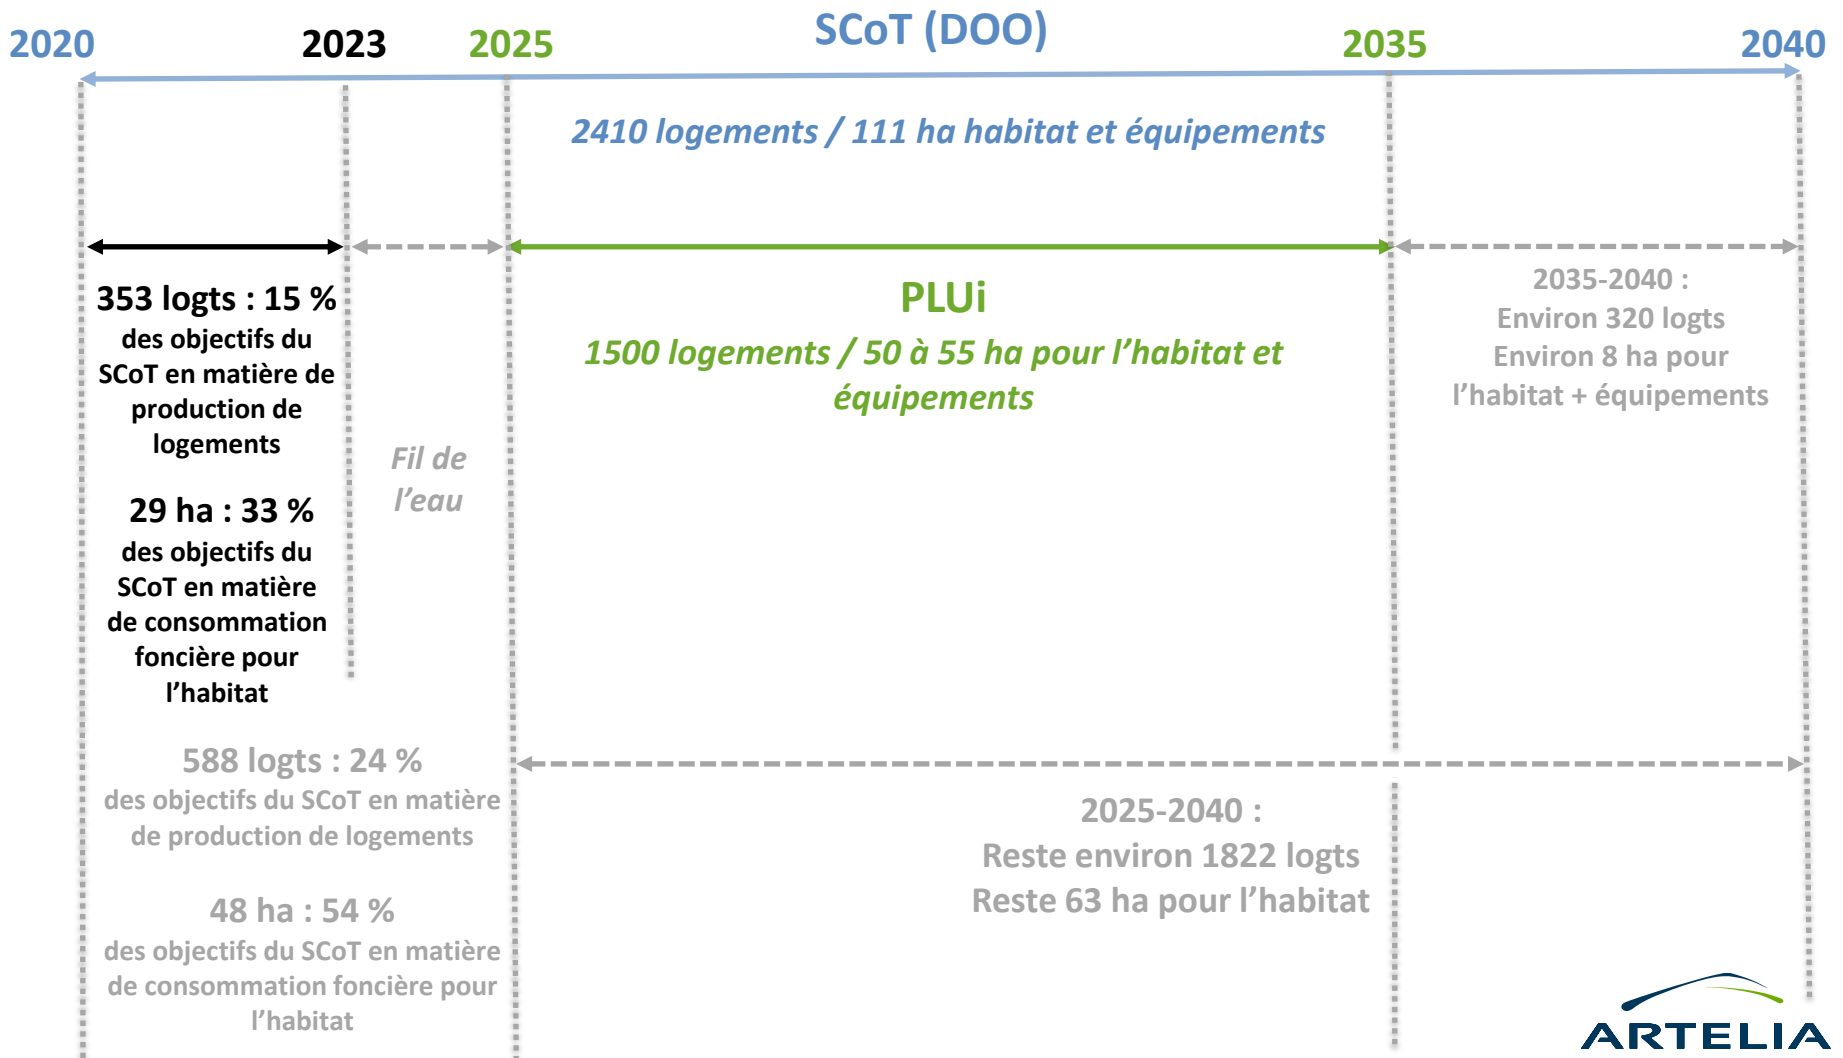 SCoT (DOO)
2020
2023
2025
2035
2040
2410 logements / 111 ha habitat et équipements
353 logts : 15 %
des objectifs du
SCoT en matière de
production de
logements
29 ha : 33 %
des objectifs du
SCoT en matière
de consommation
foncière pour
l’habitat
Fil de
l’eau
PLUi
1500 logements / 50 à 55 ha pour l’habitat et
équipements
2035-2040 :
Environ 320 logts
Environ 8 ha pour
l’habitat + équipements
588 logts : 24 %
des objectifs du SCoT en matière
de production de logements
48 ha : 54 %
des objectifs du SCoT en matière
de consommation foncière pour
l’habitat
2025-2040 :
Reste environ 1822 logts
Reste 63 ha pour l’habitat
ARTELIA